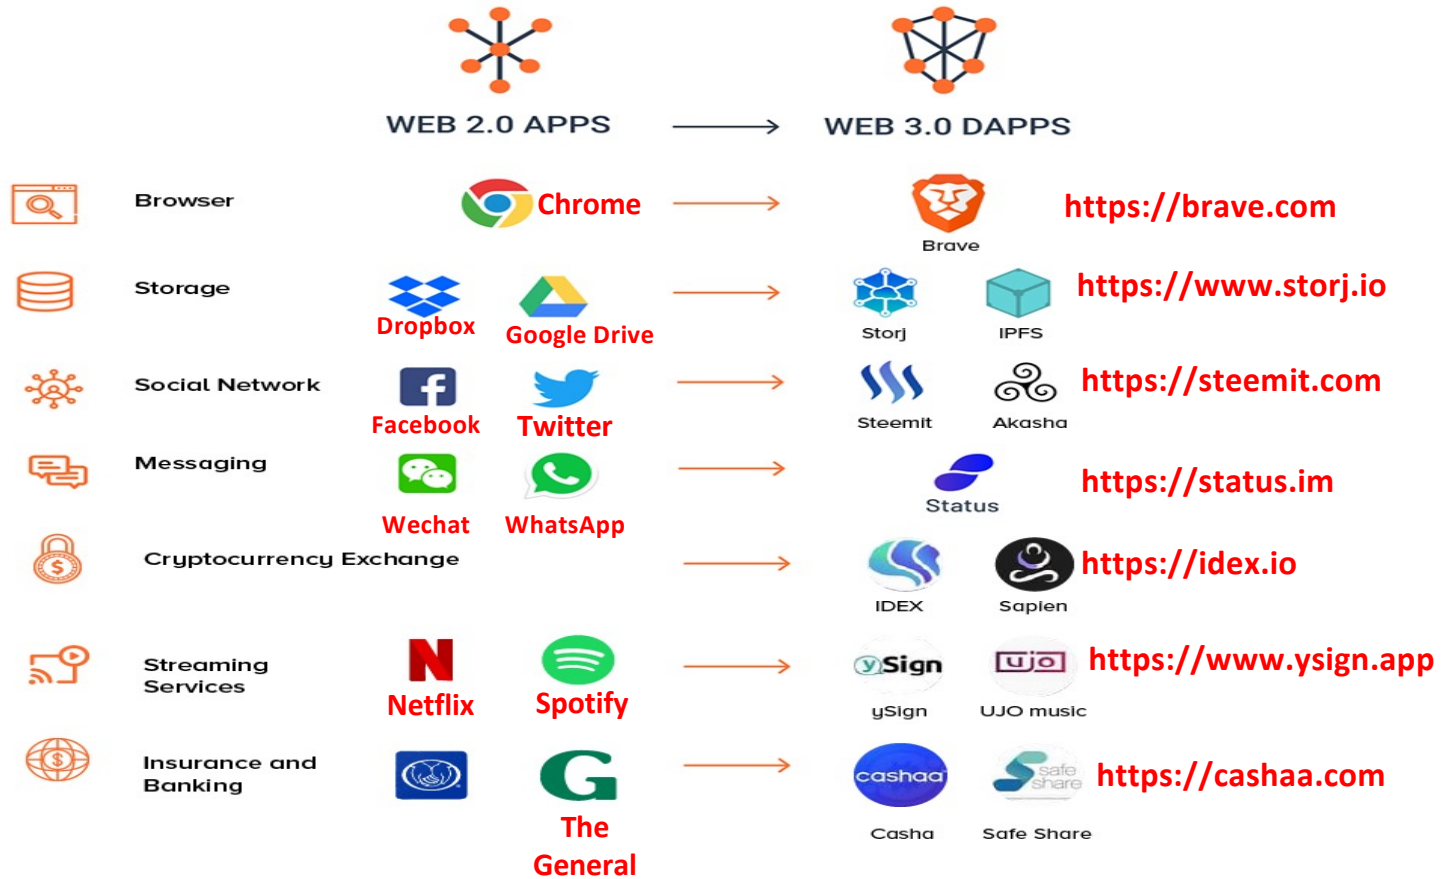 WEB 2.0 APPS
WEB 3.0 DAPPS
Browser
Chrome
Brave
https://brave.com
Storage
Dropbox
Google Drive
Storj
IPFS
https://www.storj.io
Social Network
Facebook
Twitter
Steemit
Akasha
https://steemit.com
Messaging
Wechat
WhatsApp
Status
https://status.im
Cryptocurrency Exchange
IDEX
Sapien
https://idex.io
Streaming
Services
Netflix
Spotify
ySign
ySign
ujo
UJO music
https://www.ysign.app
Insurance and
Banking
G
The
General
cashaa
Casha
safe
share
Safe Share
https://cashaa.com